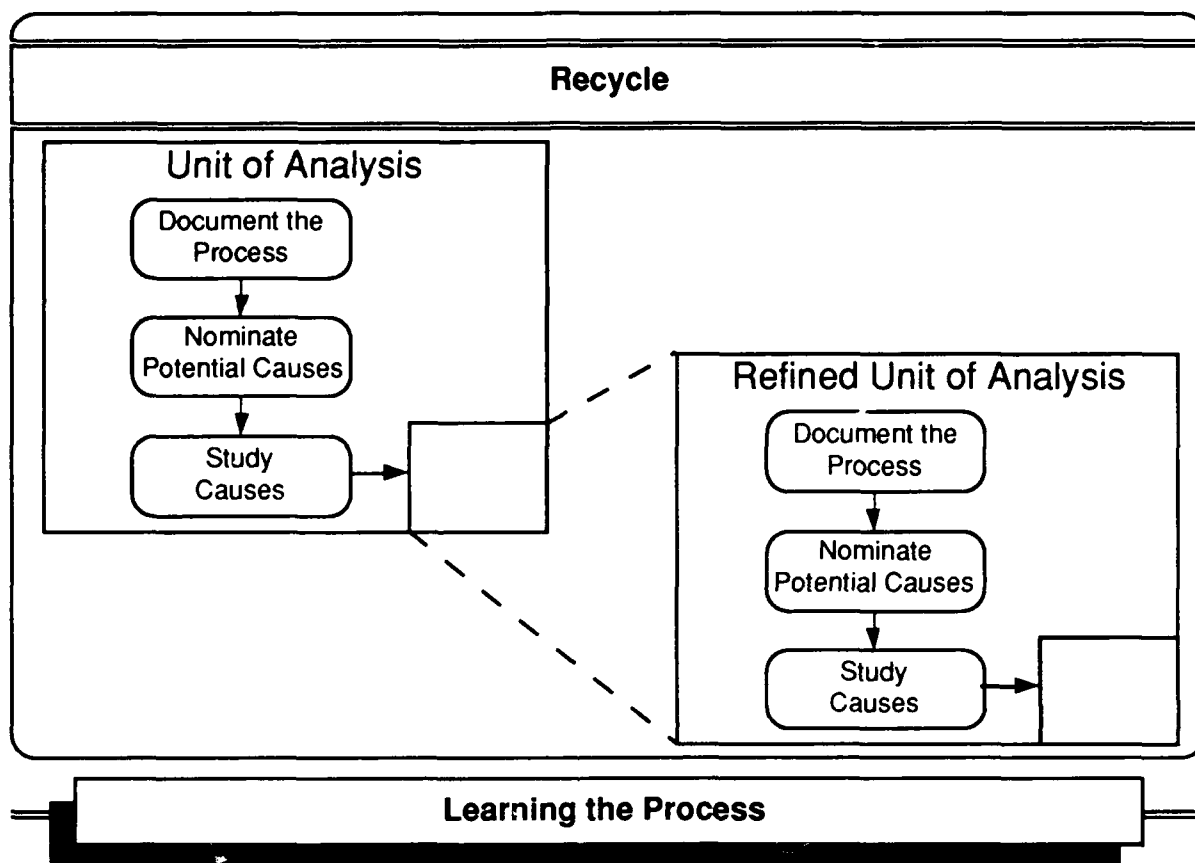 Recycle
Unit of Analysis
Document the
Process
Nominate
Potential Causes
Study
Causes
Refined Unit of Analysis
Document the
Process
Nominate
Potential Causes
Study
Causes
Learning the Process